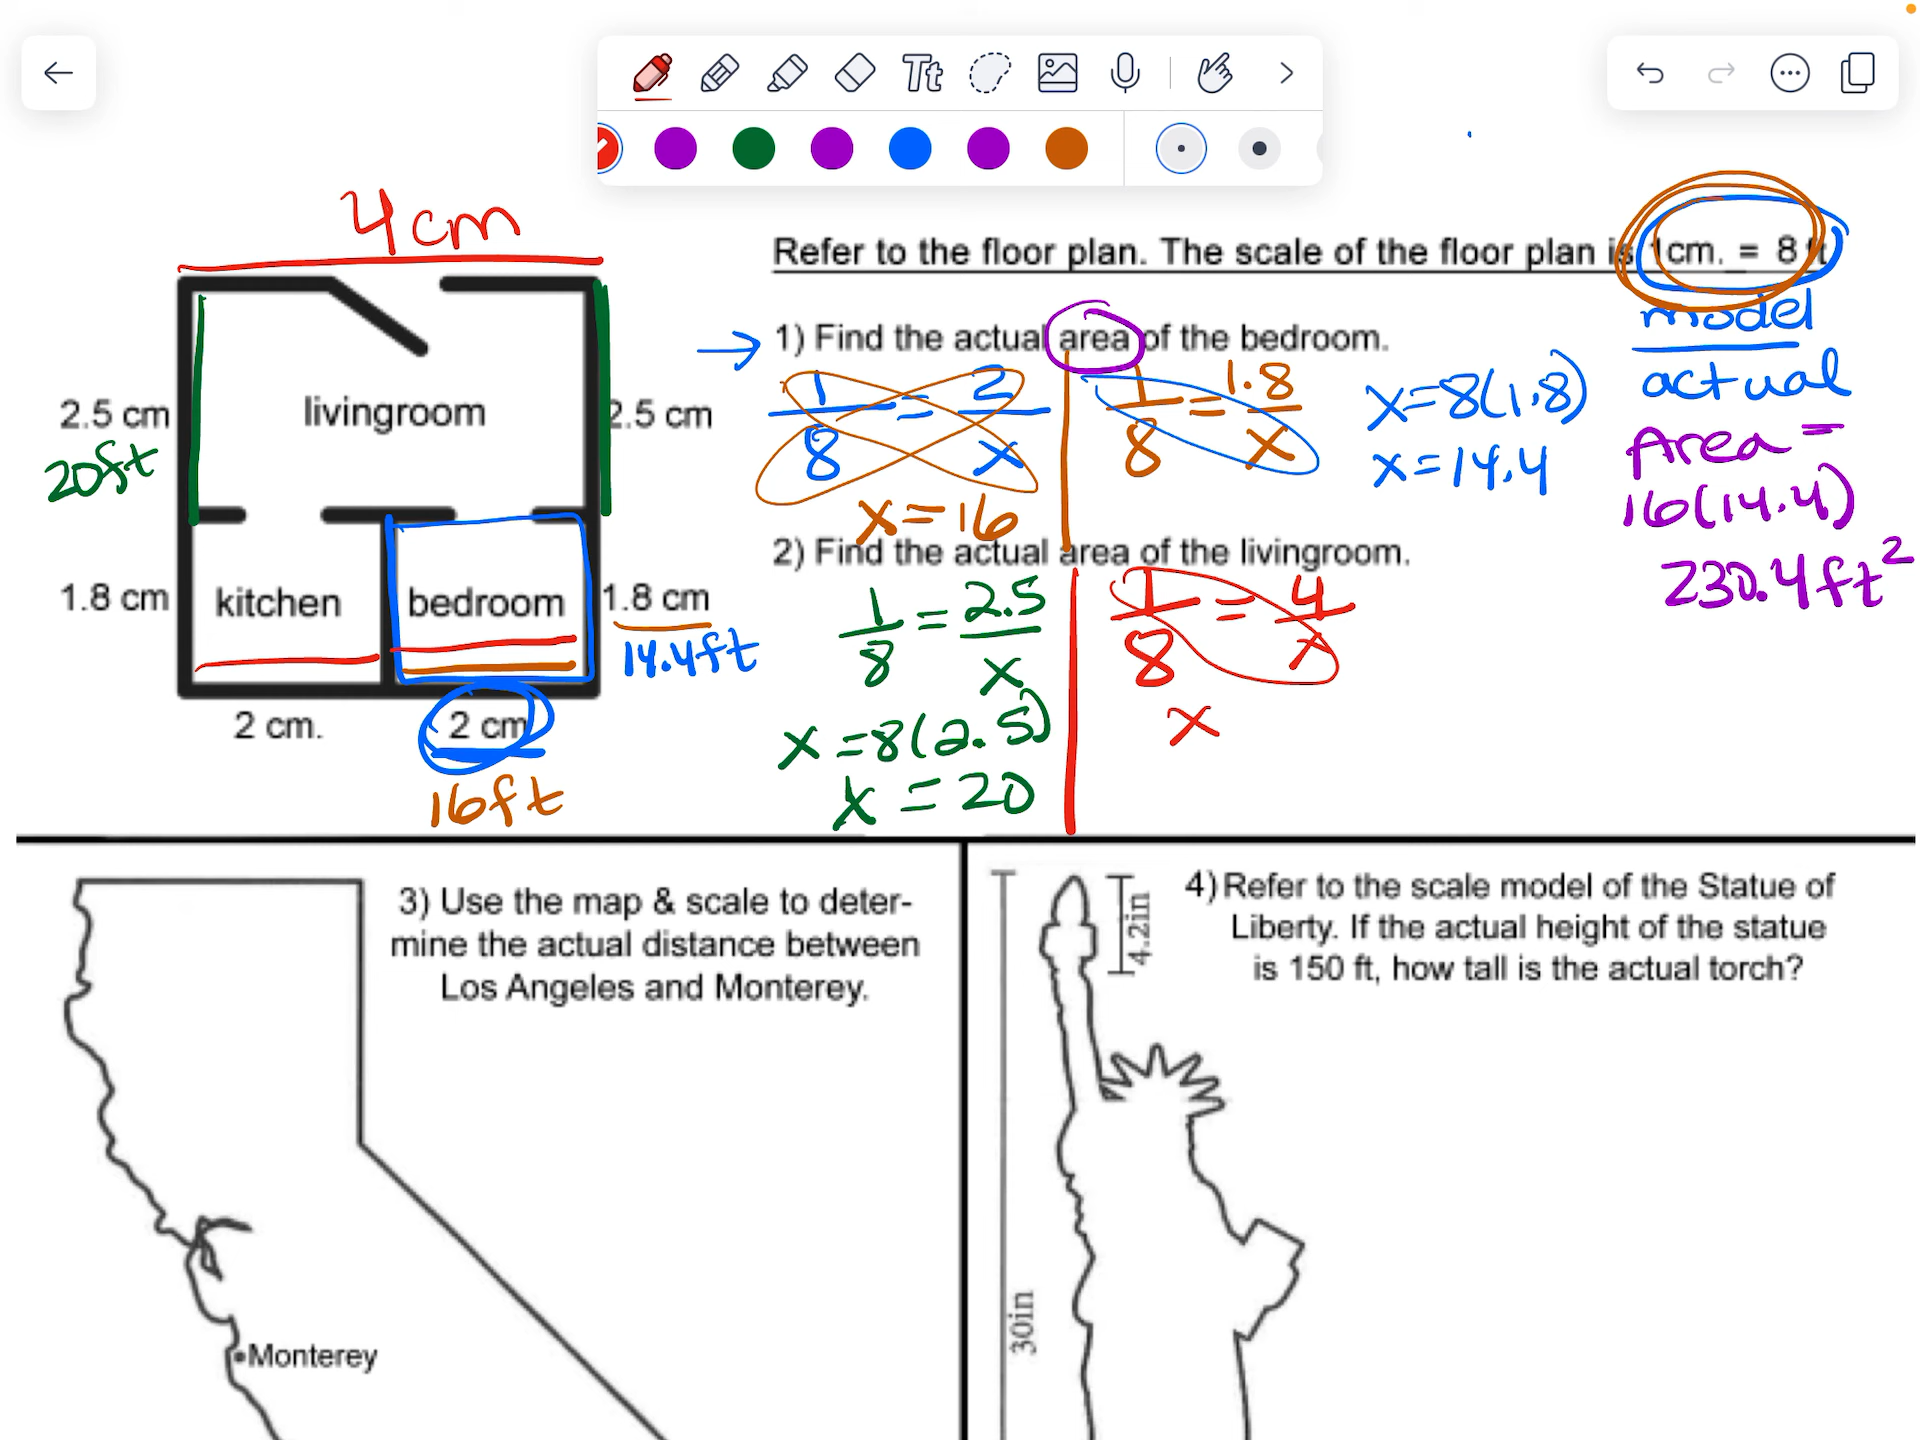 Tt
4cm
Refer to the floor plan. The scale of the floor plan is 1cm. = 8 ft
model
actual
1) Find the actual area of the bedroom.
1/8 = 2/x
x=16
1/8 = 1.8/x
x=8(1.8)
x=14.4
Area =
16(14.4)
230.4ft²
2.5 cm
20ft
livingroom
2.5 cm
1.8 cm
kitchen
bedroom
1.8 cm
14.4ft
2 cm.
2 cm
16ft
2) Find the actual area of the livingroom.
1/8 = 2.5/x
x=8(2.5)
x=20
1/8 = 4/x
x
3) Use the map & scale to deter-
mine the actual distance between
Los Angeles and Monterey.
Monterey
4) Refer to the scale model of the Statue of
Liberty. If the actual height of the statue
is 150 ft, how tall is the actual torch?
4.2in
30in